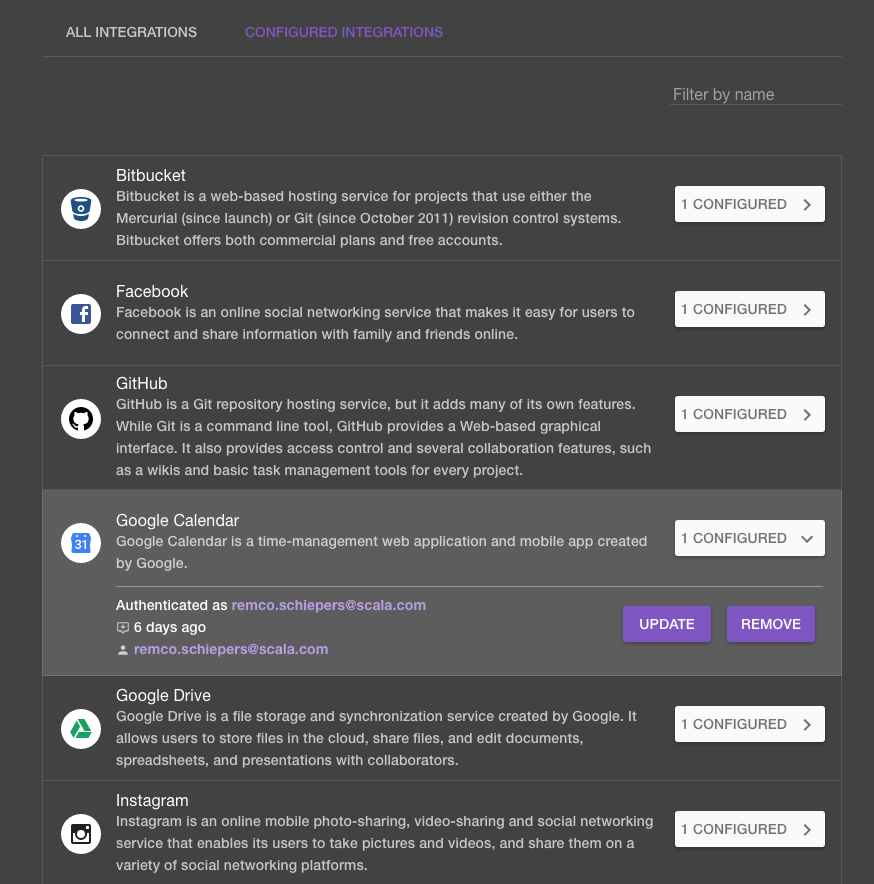 ALL INTEGRATIONS CONFIGURED INTEGRATIONS
Filter by name
Bitbucket
Bitbucket is a web-based hosting service for projects that use either the
Mercurial (since launch) or Git (since October 2011) revision control systems.
Bitbucket offers both commercial plans and free accounts.
1 CONFIGURED
Facebook
Facebook is an online social networking service that makes it easy for users to
connect and share information with family and friends online.
1 CONFIGURED
GitHub
GitHub is a Git repository hosting service, but it adds many of its own features.
While Git is a command line tool, GitHub provides a Web-based graphical
interface. It also provides access control and several collaboration features, such
as a wikis and basic task management tools for every project.
1 CONFIGURED
31
Google Calendar
Google Calendar is a time-management web application and mobile app created
by Google.
1 CONFIGURED
Authenticated as remco.schiepers@scala.com
6 days ago
remco.schiepers@scala.com
UPDATE REMOVE
Google Drive
Google Drive is a file storage and synchronization service created by Google. It
allows users to store files in the cloud, share files, and edit documents,
spreadsheets, and presentations with collaborators.
1 CONFIGURED
Instagram
Instagram is an online mobile photo-sharing, video-sharing and social networking
service that enables its users to take pictures and videos, and share them on a
variety of social networking platforms.
1 CONFIGURED